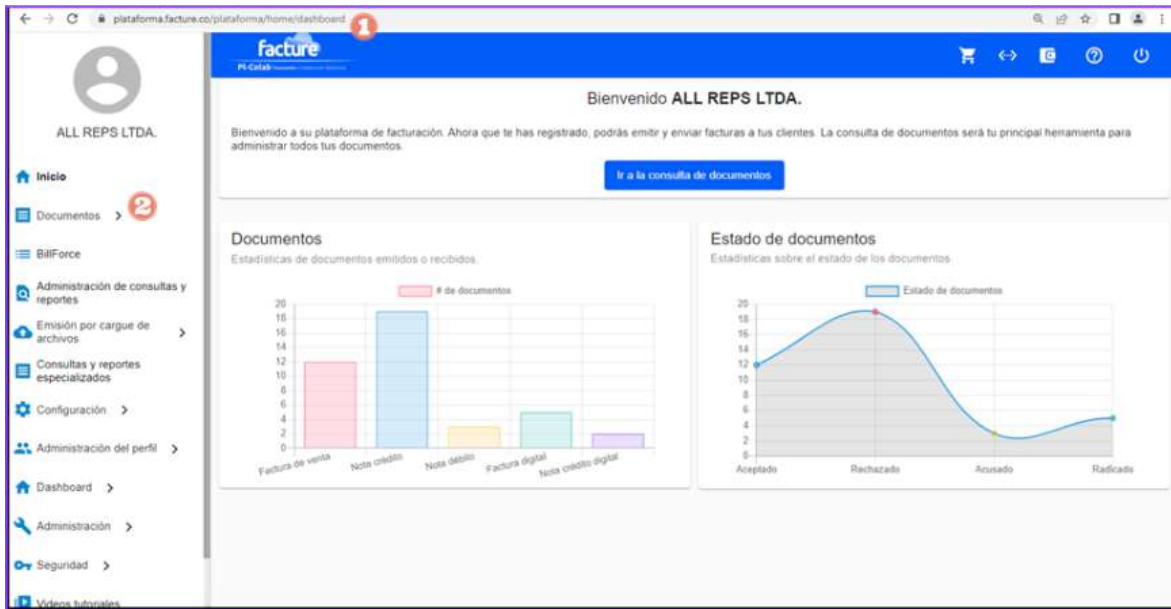 plataforma.facture.co/plataforma/home/dashboard
1
facture
ALL REPS LTDA.
Inicio
Documentos
2
BillForce
Administración de consultas y
reportes
Emisión por cargue de
archivos
Consultas y reportes
especializados
Configuración
Administración del perfil
Dashboard
Administración
Seguridad
Videos tutoriales
Bienvenido ALL REPS LTDA.
Bienvenido a su plataforma de facturación. Ahora que te has registrado, podrás emitir y enviar facturas a tus clientes. La consulta de documentos será tu principal herramienta para
administrar todos tus documentos.
Ir a la consulta de documentos
Documentos
Estadísticas de documentos emitidos o recibidos.
# de documentos
20
18
16
14
12
10
8
6
4
2
0
Factura de venta
Nota crédito
Nota débito
Factura digital
Nota crédito digital
Estado de documentos
Estadísticas sobre el estado de los documentos.
Estado de documentos
20
18
16
14
12
10
8
6
4
2
0
Aceptado
Rechazado
Acusado
Radicado